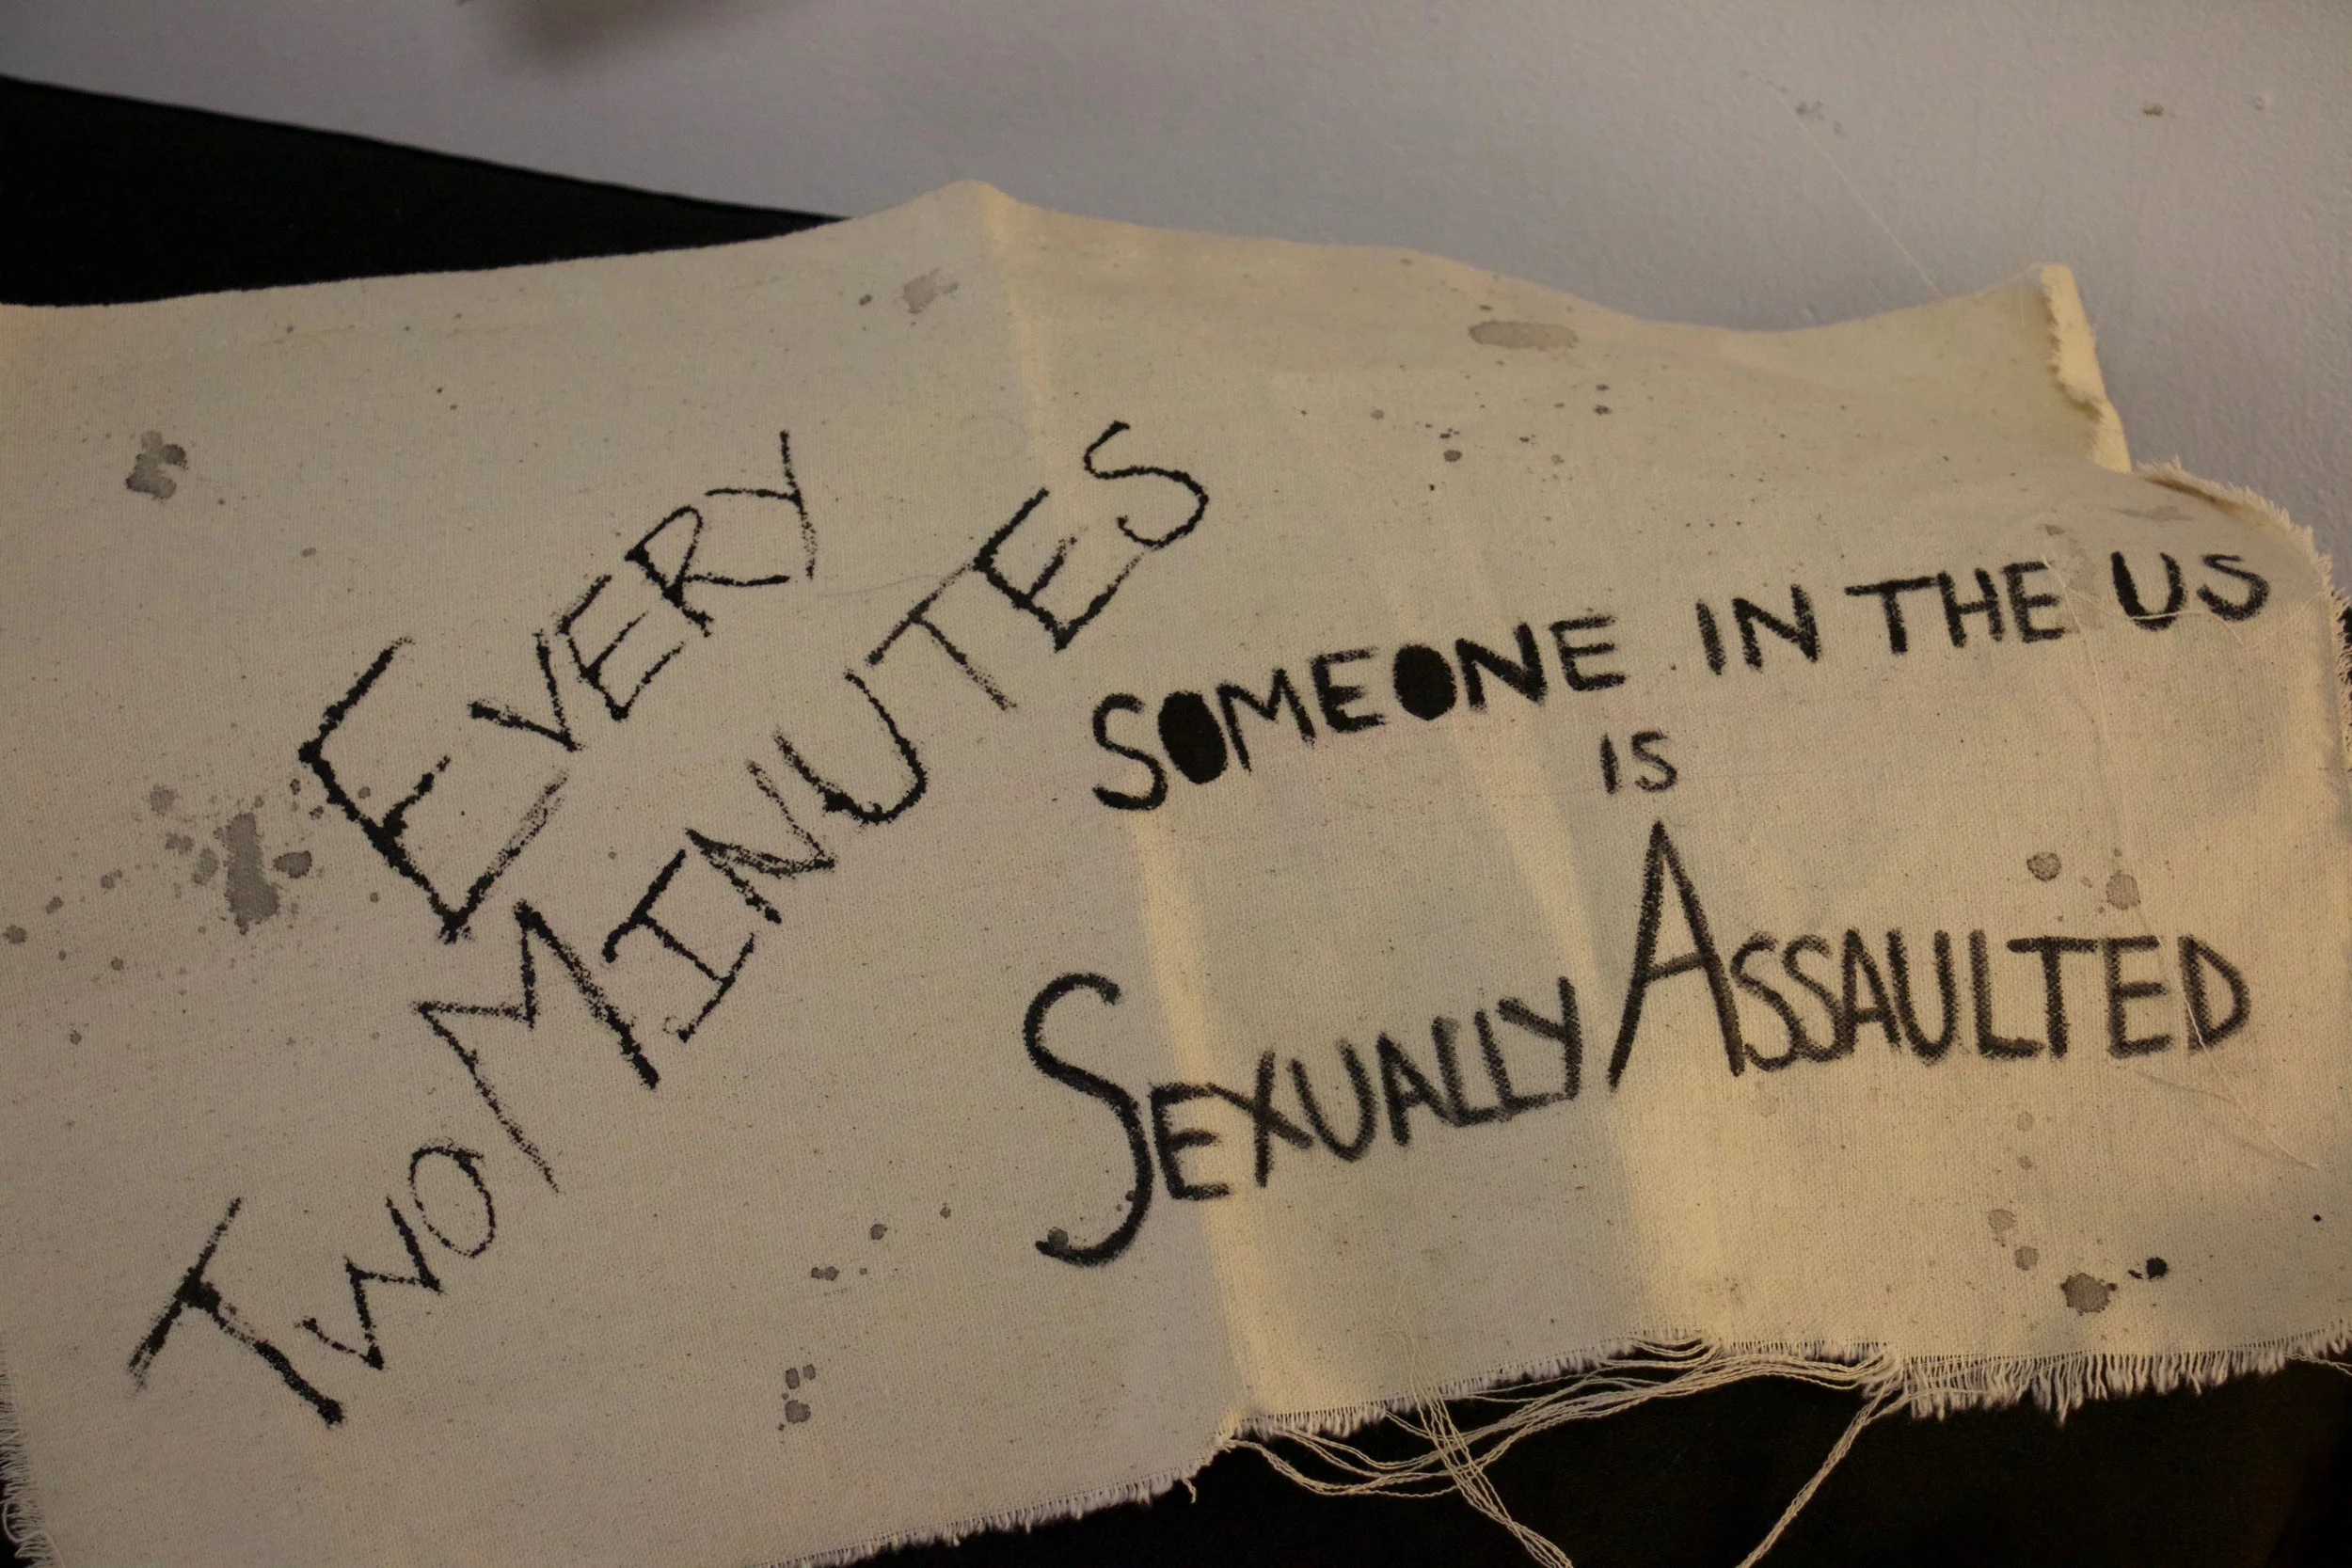 EVERY
TWO MINUTES
SOMEONE IN THE US
IS
SEXUALLY ASSAULTED